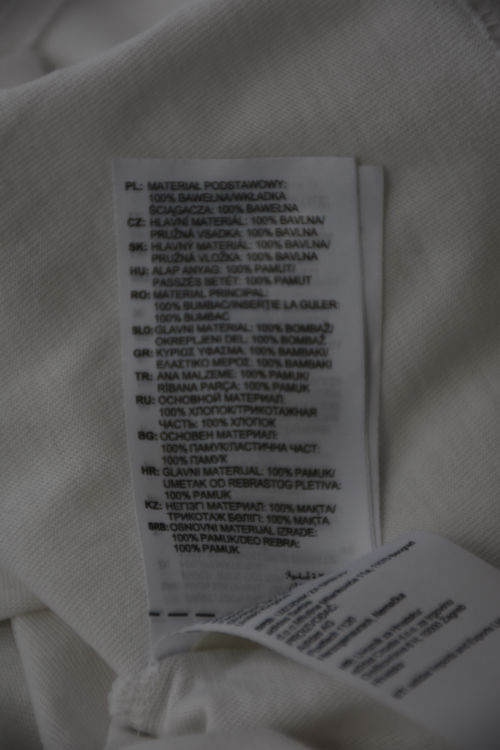 PL: MATERIAŁ PODSTAWOWY:
100% BAWEŁNA/WKŁADKA
ŚCIĄGACZA: 100% BAWEŁNA
CZ: HLAVNÍ MATERIÁL: 100% BAVLNA/
PRUŽNÁ VSADKA: 100% BAVLNA
SK: HLAVNÝ MATERIÁL: 100% BAVLNA/
PRUŽNÁ VLOŽKA: 100% BAVLNA
HU: ALAP ANYAG: 100% PAMUT/
PASSZÉS BETÉT: 100% PAMUT
RO: MATERIAL PRINCIPAL:
100% BUMBAC/INSERȚIE LA GULER:
100% BUMBAC
SLO: GLAVNI MATERIAL: 100% BOMBAŽ/
OKREPLJENI DEL: 100% BOMBAŽ
GR: ΚΥΡΙΟΣ ΥΦΑΣΜΑ: 100% ΒΑΜΒΑΚΙ/
ΕΛΑΣΤΙΚΟ ΜΕΡΟΣ: 100% ΒΑΜΒΑΚΙ
TR: ANA MALZEME: 100% PAMUK/
RİBANA PARÇA: 100% PAMUK
RU: ОСНОВНОЙ МАТЕРИАЛ:
100% ХЛОПОК/ТРИКОТАЖНАЯ
ЧАСТЬ: 100% ХЛОПОК
BG: ОСНОВЕН МАТЕРИАЛ:
100% ПАМУК/ЛАСТИЧНА ЧАСТ:
100% ПАМУК
HR: GLAVNI MATERIJAL: 100% PAMUK/
UMETAK OD REBRASTOG PLETIVA:
100% PAMUK
KZ: НЕГІЗГІ МАТЕРИАЛ: 100% МАҚТА/
ТРИКОТАЖ БӨЛІГІ: 100% МАҚТА
SRB: OSNOVNI MATERIJAL IZRADE:
100% PAMUK/DEO REBRA:
100% PAMUK